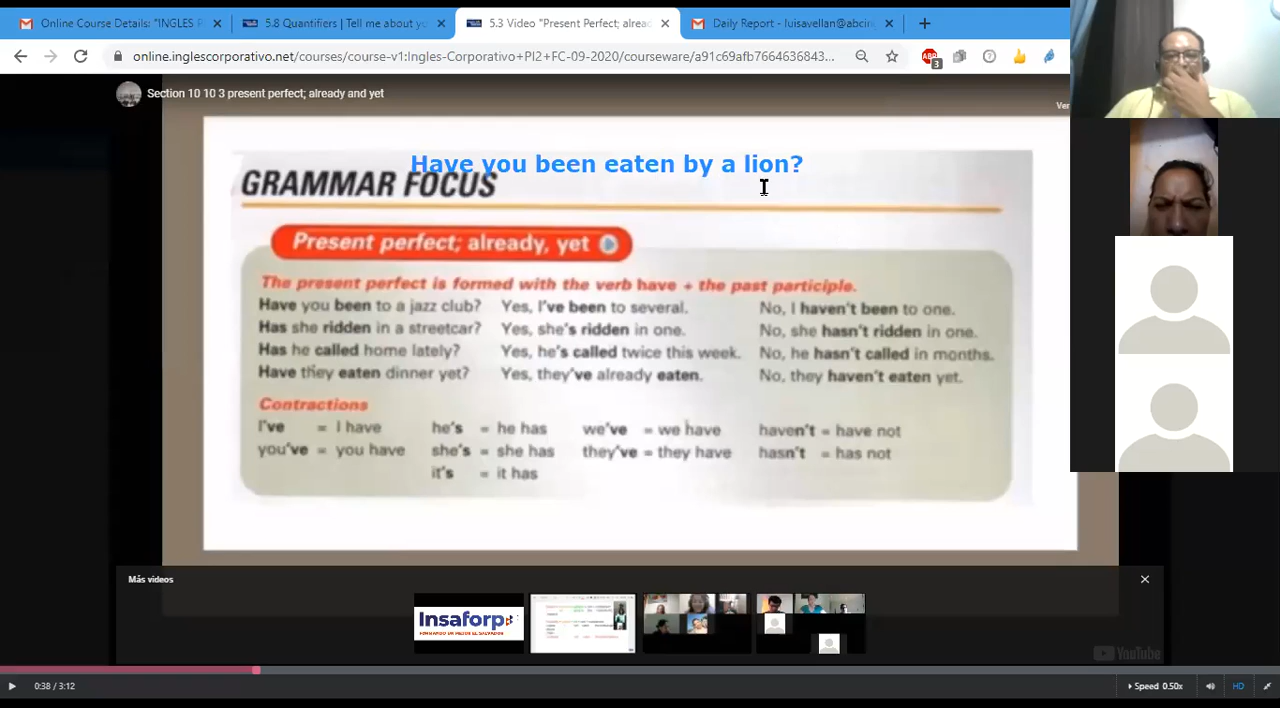 Online Course Details: "INGLES P
5.8 Quantifiers | Tell me about yo
5.3 Video "Present Perfect; alread
Daily Report - luisavellan@abcin
online.inglescorporativo.net/courses/course-v1:Ingles-Corporativo+PI2+FC-09-2020/courseware/a91c69afb7664636843...
3
Section 10 10 3 present perfect; already and yet
Ver
Have you been eaten by a lion?
GRAMMAR FOCUS
Present perfect; already, yet
The present perfect is formed with the verb have + the past participle.
Have you been to a jazz club? Yes, I've been to several. No, I haven't been to one.
Has she ridden in a streetcar? Yes, she's ridden in one. No, she hasn't ridden in one.
Has he called home lately? Yes, he's called twice this week. No, he hasn't called in months.
Have they eaten dinner yet? Yes, they've already eaten. No, they haven't eaten yet.
Contractions
I've = I have he's = he has we've = we have haven't = have not
you've = you have she's = she has they've = they have hasn't = has not
it's = it has
Más videos
Insaforp
YouTube
0:38 / 3:12
Speed 0.50x
HD